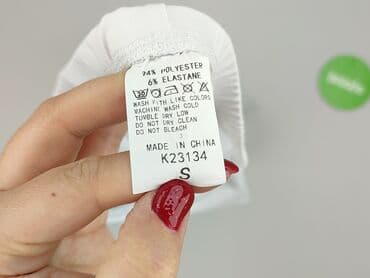 94% POLYESTER
6% ELASTANE
WASH WITH LIKE COLORS
MACHINE WASH COLD
TUMBLE DRY LOW
DO NOT DRY CLEAN
DO NOT BLEACH
MADE IN CHINA
K23134
S